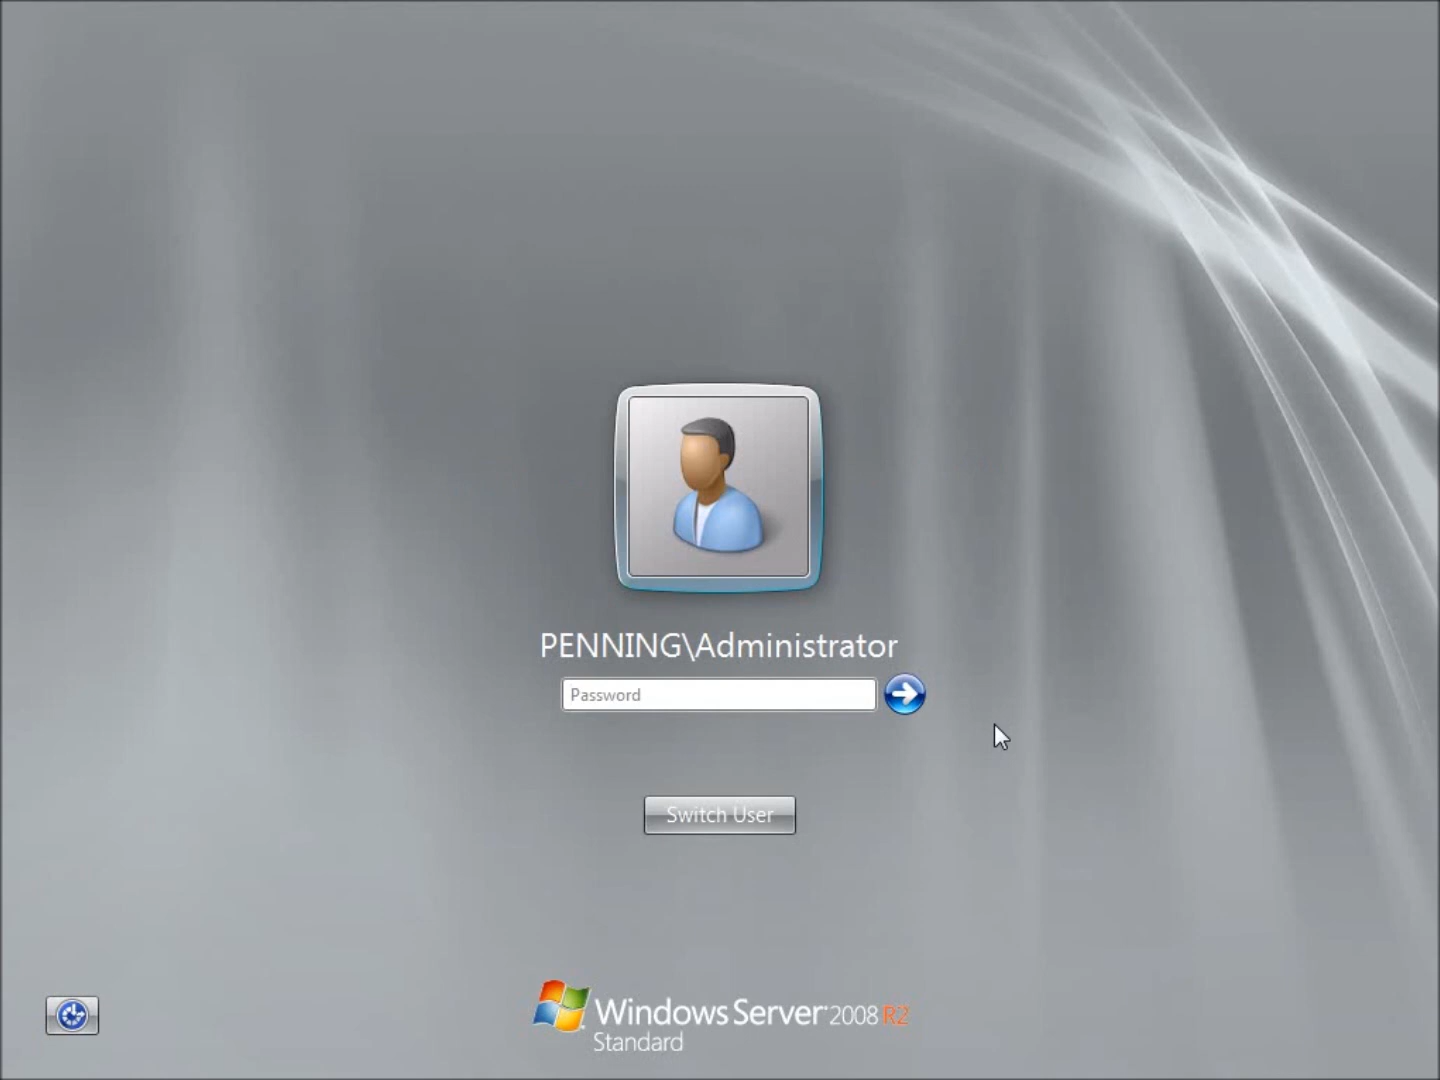 PENNING\Administrator
Password
Switch User
Windows Server 2008 R2
Standard